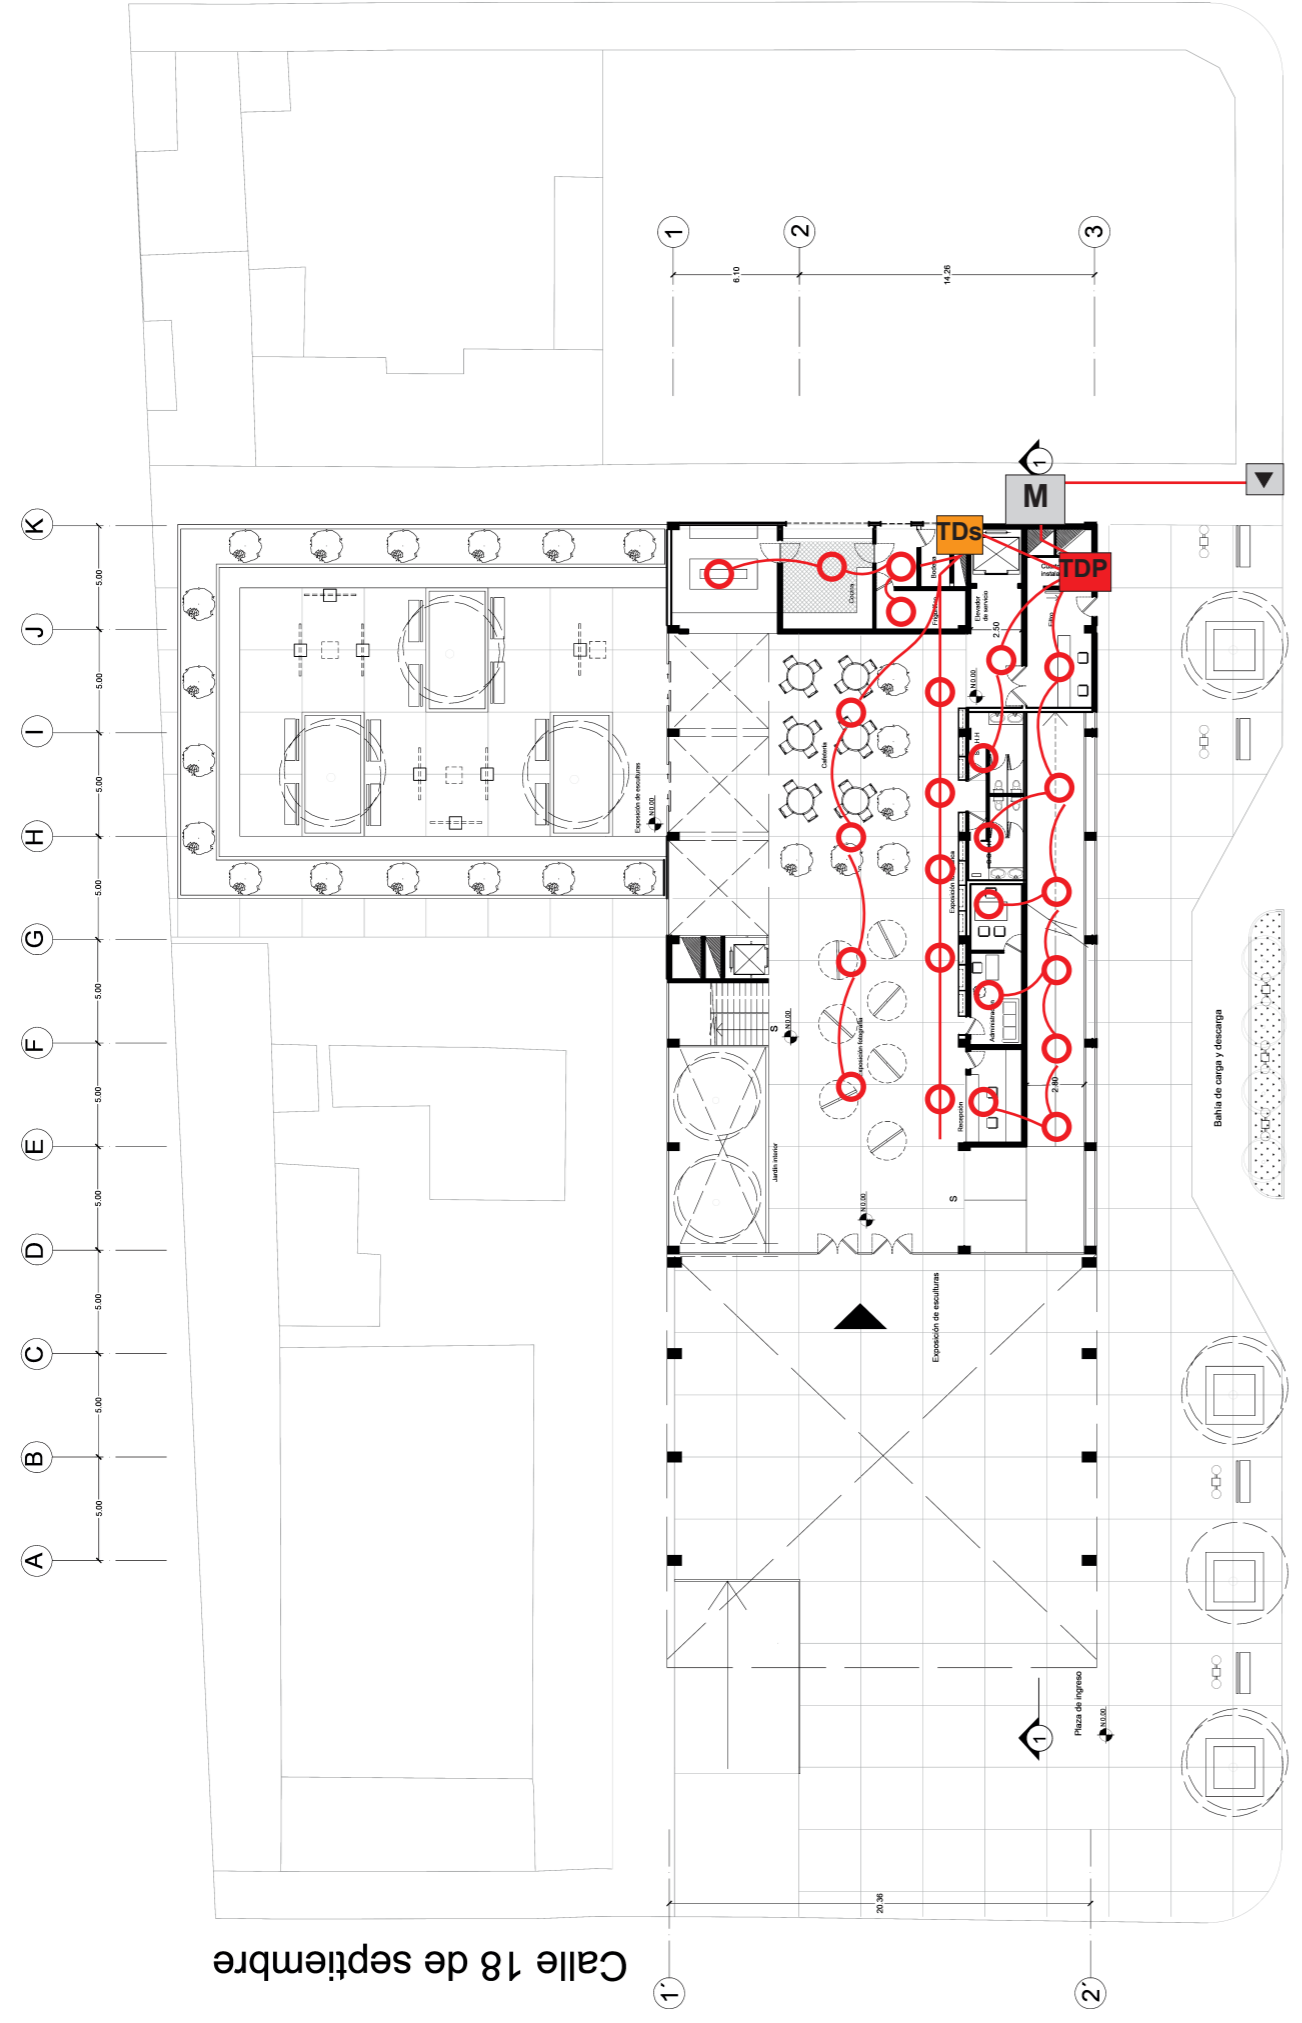 1
2
3
6.10
14.26
K
J
I
H
G
F
E
D
C
B
A
5.00
5.00
5.00
5.00
5.00
5.00
5.00
5.00
5.00
5.00
1
M
TDs
TDP
Cocina
Bodega
Frigorífico
Elevador
de servicio
Filtro
2.50
N 0.00
Cafetería
Exposición de esculturas
N 0.00
N 0.00
S
Exposición fotografía
Administración
Recepción
2.80
Jardín interior
N 0.00
S
Exposición de esculturas
Bahía de carga y descarga
Plaza de ingreso
N 0.00
1
20.36
Calle 18 de septiembre
1´
2´